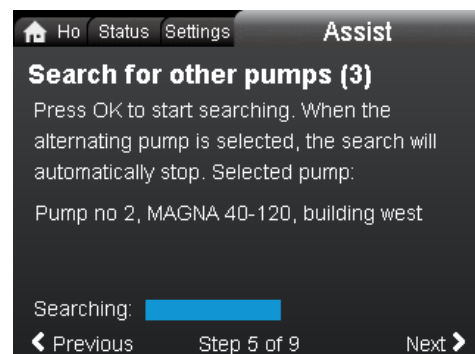 Ho Status Settings Assist
Search for other pumps (3)
Press OK to start searching. When the
alternating pump is selected, the search will
automatically stop. Selected pump:
Pump no 2, MAGNA 40-120, building west
Searching:
Previous Step 5 of 9 Next